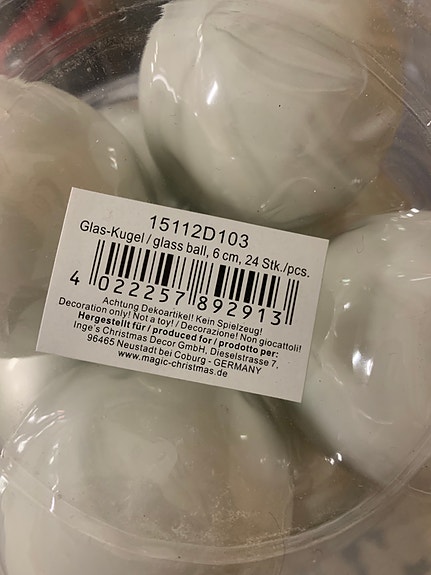 15112D103
Glas-Kugel / glass ball, 6 cm, 24 Stk./pcs.
4 022257 892913
Achtung Dekoartikel! Kein Spielzeug!
Decoration only! Not a toy! / Decorazione! Non giocattoli!
Hergestellt für / produced for / prodotto per:
Inge's Christmas Decor GmbH, Dieselstrasse 7,
96465 Neustadt bei Coburg - GERMANY
www.magic-christmas.de